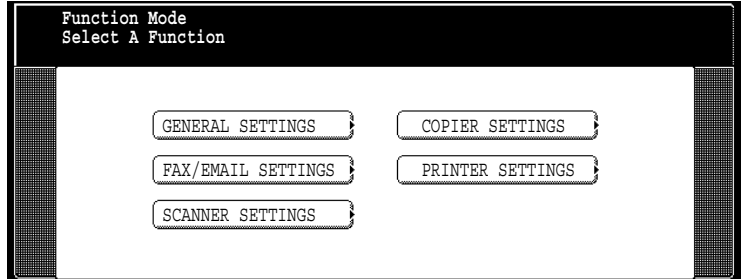 Function Mode
Select A Function
GENERAL SETTINGS
COPIER SETTINGS
FAX/EMAIL SETTINGS
PRINTER SETTINGS
SCANNER SETTINGS